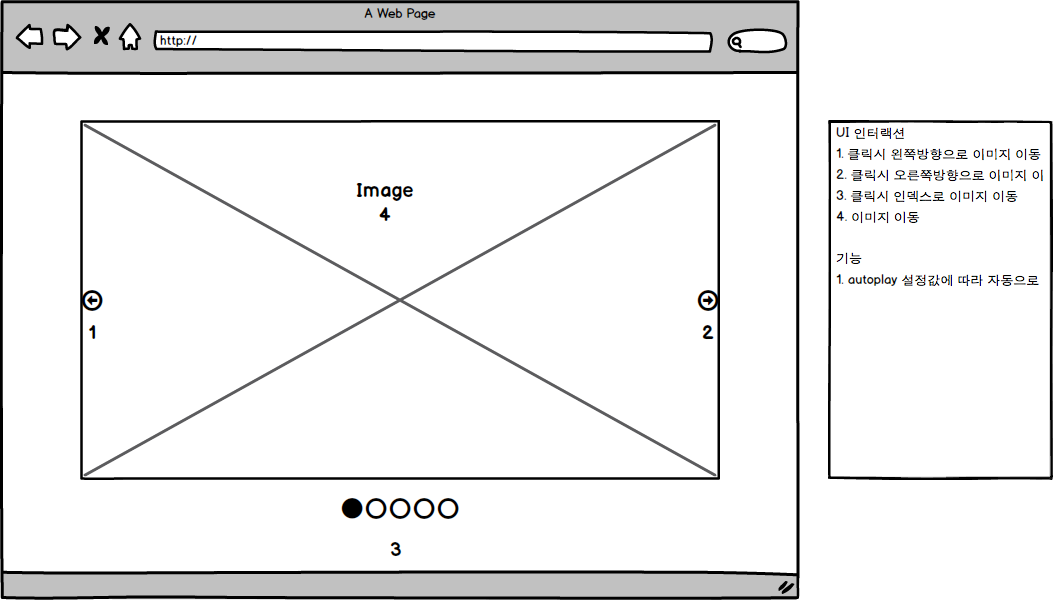 A Web Page
http://
Image
4
1
2
3
UI 인터랙션
1. 클릭시 왼쪽방향으로 이미지 이동
2. 클릭시 오른쪽방향으로 이미지 이
3. 클릭시 인덱스로 이미지 이동
4. 이미지 이동
기능
1. autoplay 설정값에 따라 자동으로